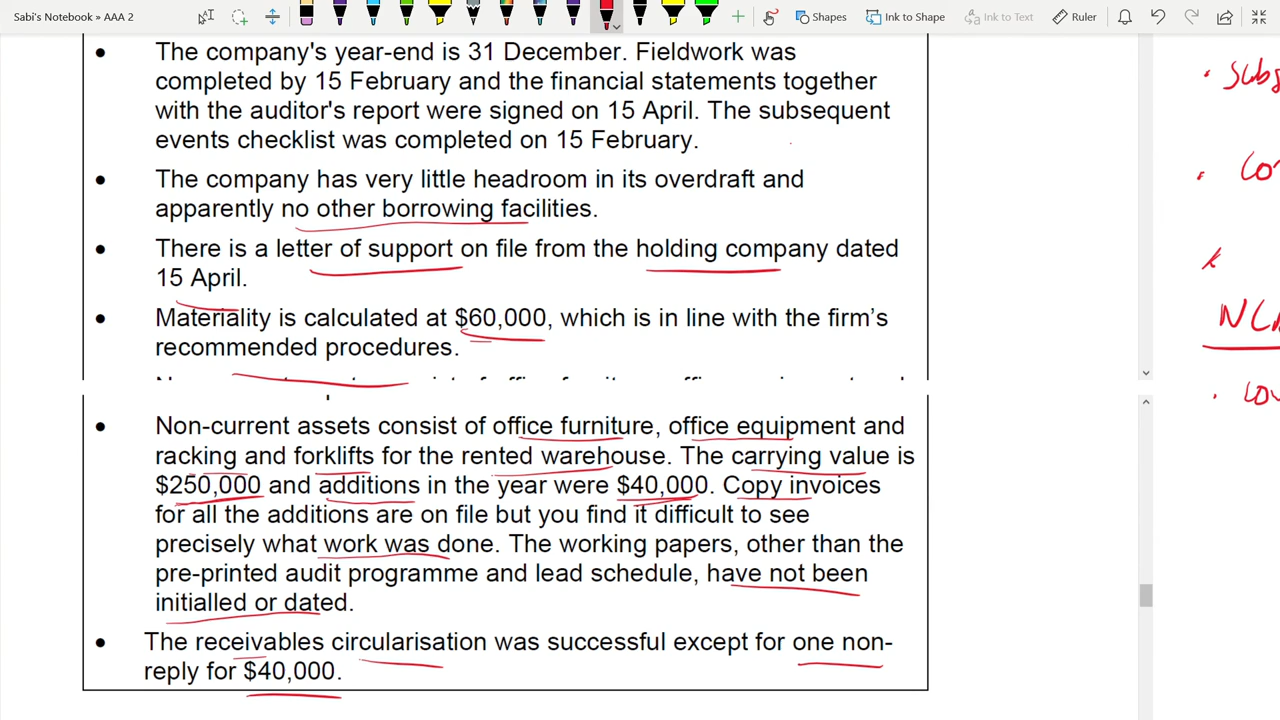 Sabi's Notebook » AAA 2
Shapes
Ink to Shape
Ink to Text
Ruler
• The company's year-end is 31 December. Fieldwork was
completed by 15 February and the financial statements together
with the auditor's report were signed on 15 April. The subsequent
events checklist was completed on 15 February.
• The company has very little headroom in its overdraft and
apparently no other borrowing facilities.
• There is a letter of support on file from the holding company dated
15 April.
• Materiality is calculated at $60,000, which is in line with the firm’s
recommended procedures.
• Non-current assets consist of office furniture, office equipment and
racking and forklifts for the rented warehouse. The carrying value is
$250,000 and additions in the year were $40,000. Copy invoices
for all the additions are on file but you find it difficult to see
precisely what work was done. The working papers, other than the
pre-printed audit programme and lead schedule, have not been
initialled or dated.
• The receivables circularisation was successful except for one non-
reply for $40,000.